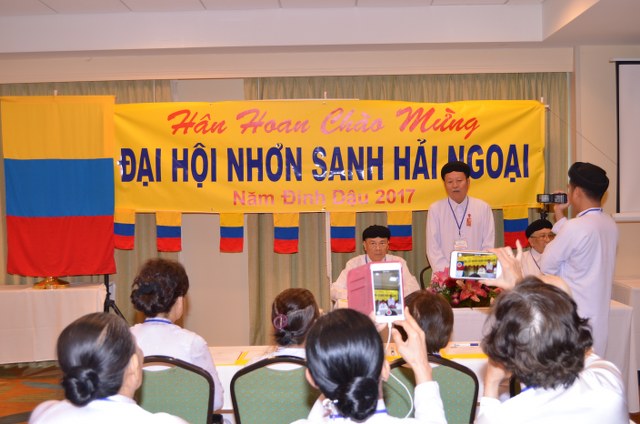 Hân Hoan Chào Mừng
ĐẠI HỘI NHƠN SANH HẢI NGOẠI
Năm Đinh Dậu 2017